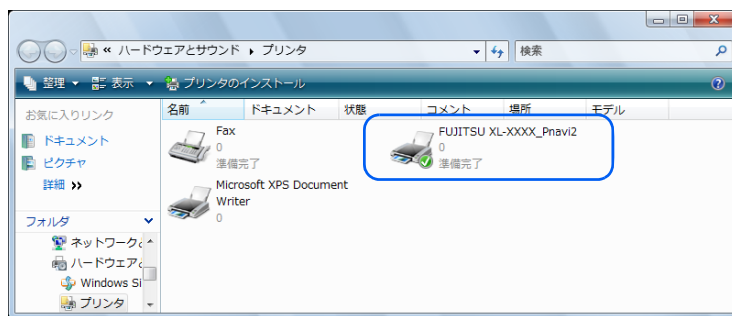 « ハードウェアとサウンド ▸ プリンタ
検索
整理 表示 プリンタのインストール
お気に入りリンク
ドキュメント
ピクチャ
詳細 »
フォルダ
ネットワークと
ハードウェアと
Windows Si
プリンタ
名前 ドキュメント 状態 コメント 場所 モデル
Fax
0
準備完了
FUJITSU XL-XXXX_Pnavi2
0
準備完了
Microsoft XPS Document
Writer
0